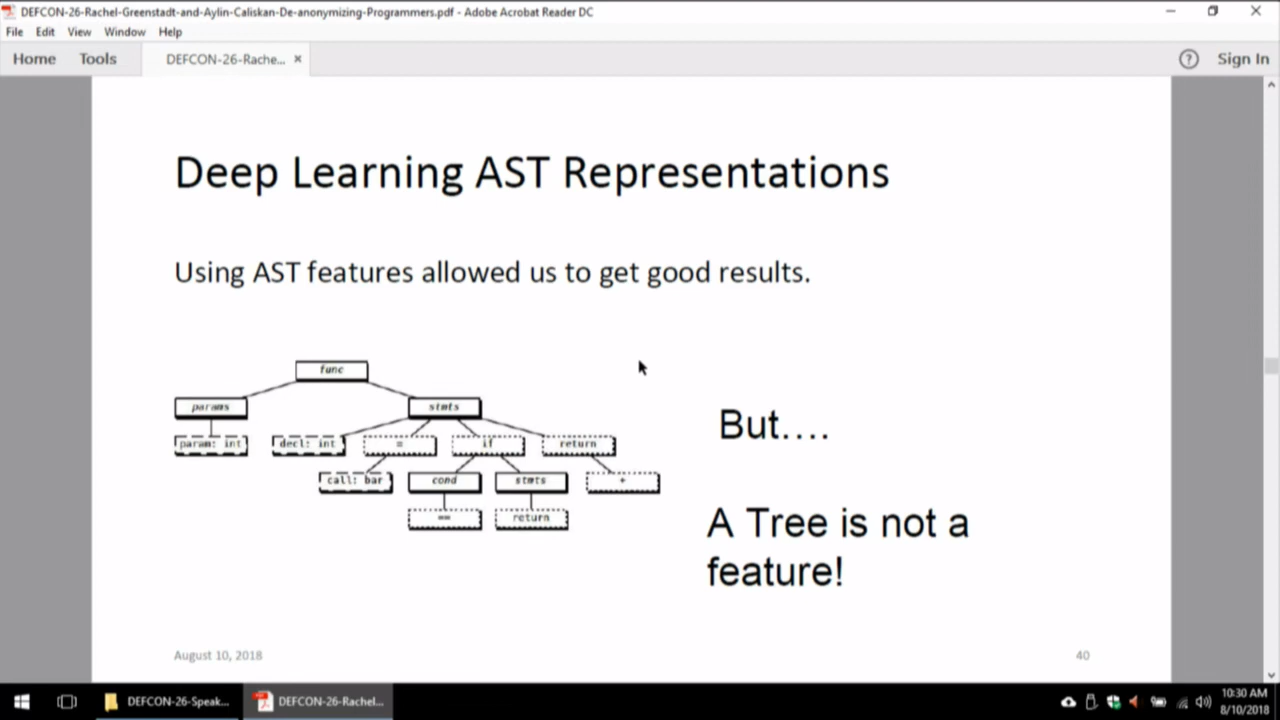 DEFCON-26-Rachel-Greenstadt-and-Aylin-Caliskan-De-anonymizing-Programmers.pdf - Adobe Acrobat Reader DC
File Edit View Window Help
Home Tools DEFCON-26-Rache... × ? Sign In
Deep Learning AST Representations
Using AST features allowed us to get good results.
func
params stmts
param: int decl: int = if return
call: bar cond stmts +
== return
But....
A Tree is not a
feature!
August 10, 2018 40
DEFCON-26-Speak... DEFCON-26-Rachel...
10:30 AM
8/10/2018